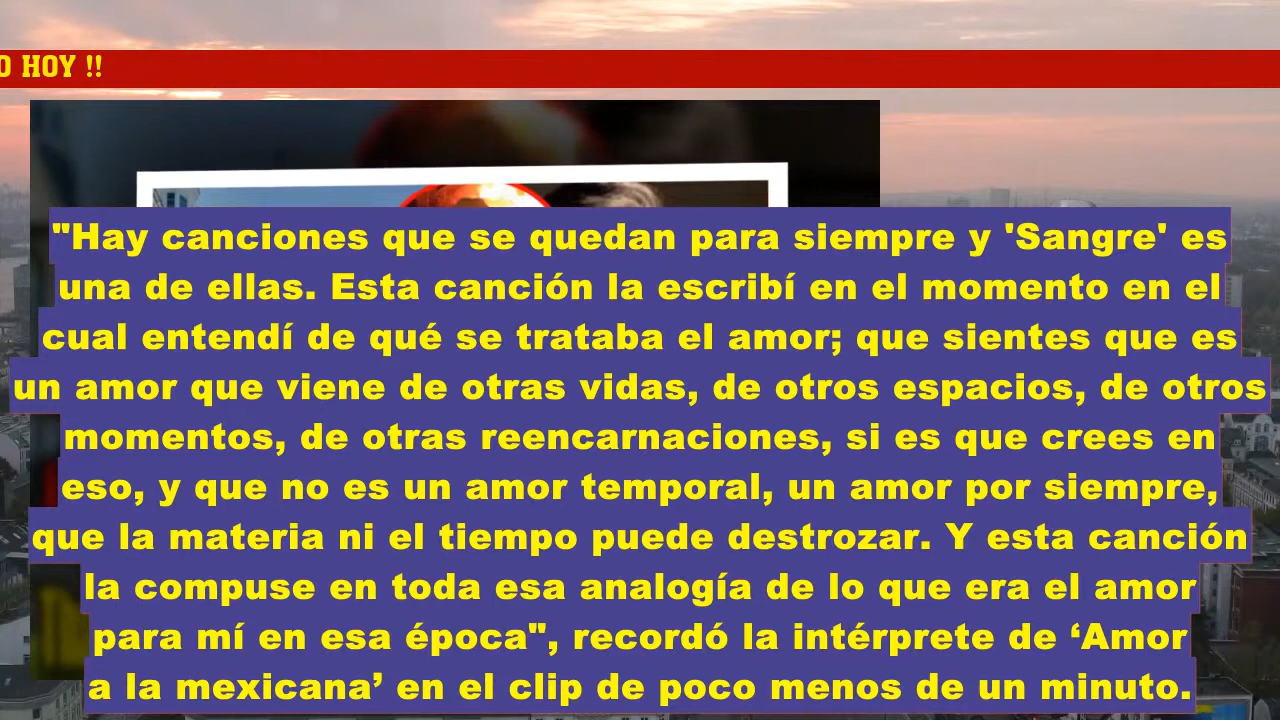 O HOY !!
"Hay canciones que se quedan para siempre y 'Sangre' es
una de ellas. Esta canción la escribí en el momento en el
cual entendí de qué se trataba el amor; que sientes que es
un amor que viene de otras vidas, de otros espacios, de otros
momentos, de otras reencarnaciones, si es que crees en
eso, y que no es un amor temporal, un amor por siempre,
que la materia ni el tiempo puede destrozar. Y esta canción
la compuse en toda esa analogía de lo que era el amor
para mí en esa época", recordó la intérprete de ‘Amor
a la mexicana’ en el clip de poco menos de un minuto.